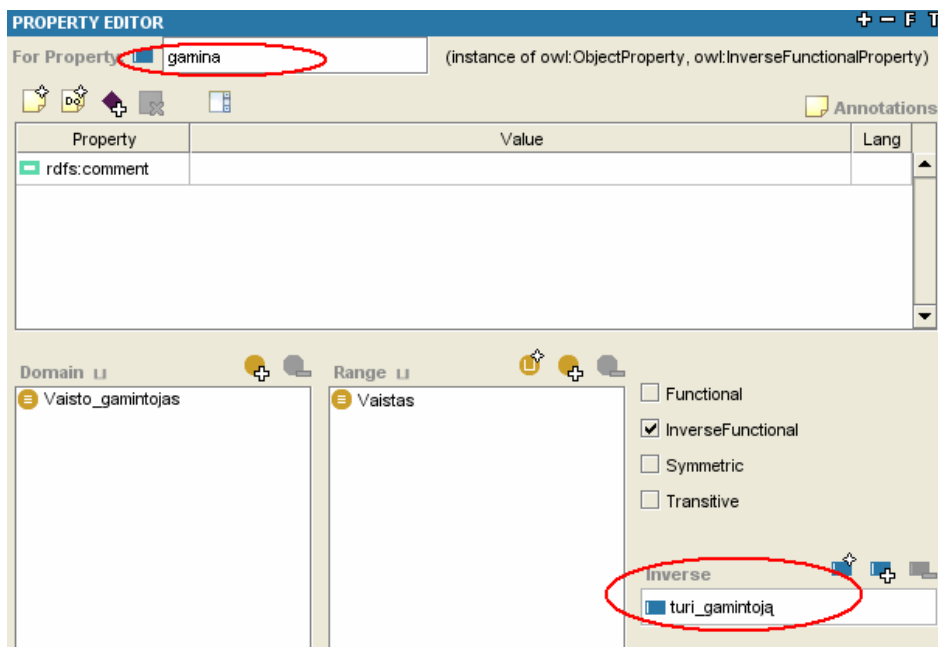 PROPERTY EDITOR + − F T
For Property: gamina (instance of owl:ObjectProperty, owl:InverseFunctionalProperty)
Annotations
Property Value Lang
rdfs:comment
Domain ⊔ Range ⊔
Vaisto_gamintojas Vaistas
Functional
InverseFunctional
Symmetric
Transitive
Inverse
turi_gamintoją